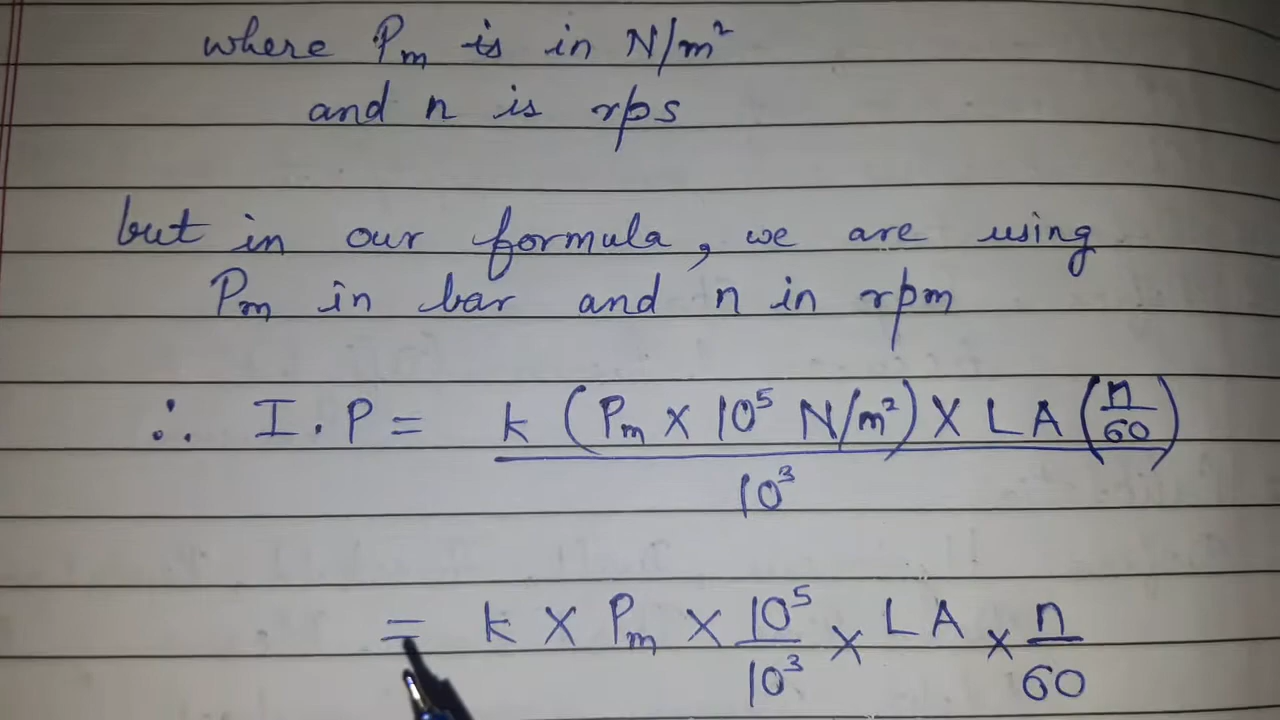 where Pm is in N/m²
and n is rps
but in our formula, we are using
Pm in bar and n in rpm
∴ I.P = k (Pm × 10⁵ N/m²) × LA (n/60) / 10³
= k × Pm × 10⁵/10³ × LA × n/60